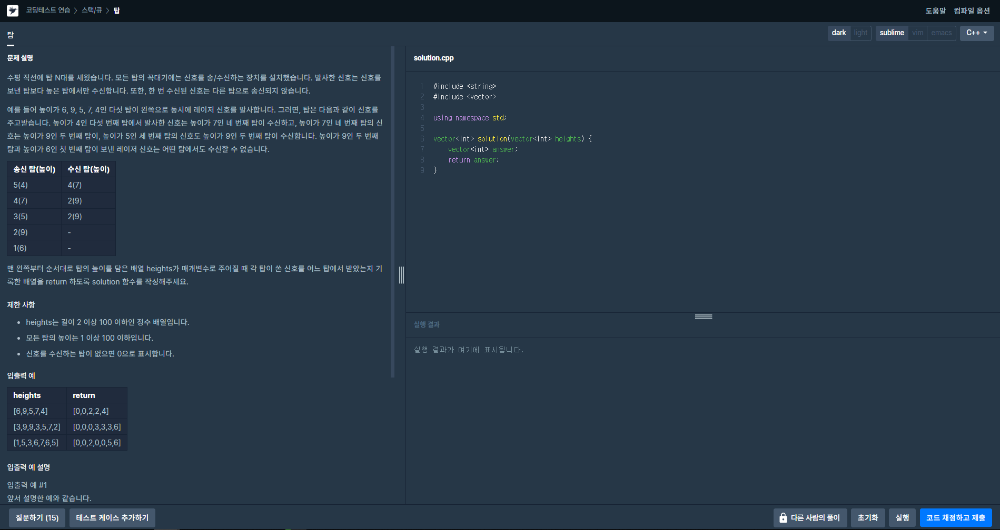 코딩테스트 연습 > 스택/큐 > 탑
도움말 컴파일 옵션
탑
dark light sublime vim emacs C++
문제 설명
수평 직선에 탑 N대를 세웠습니다. 모든 탑의 꼭대기에는 신호를 송/수신하는 장치를 설치했습니다. 발사한 신호는 신호를
보낸 탑보다 높은 탑에서만 수신합니다. 또한, 한 번 수신된 신호는 다른 탑으로 송신되지 않습니다.
예를 들어 높이가 6, 9, 5, 7, 4인 다섯 탑이 왼쪽으로 동시에 레이저 신호를 발사합니다. 그러면, 탑은 다음과 같이 신호를
주고받습니다. 높이가 4인 다섯 번째 탑에서 발사한 신호는 높이가 7인 네 번째 탑이 수신하고, 높이가 7인 네 번째 탑의 신
호는 높이가 9인 두 번째 탑이, 높이가 5인 세 번째 탑의 신호도 높이가 9인 두 번째 탑이 수신합니다. 높이가 9인 두 번째
탑과 높이가 6인 첫 번째 탑이 보낸 레이저 신호는 어떤 탑에서도 수신할 수 없습니다.
송신 탑(높이) 수신 탑(높이)
5(4) 4(7)
4(7) 2(9)
3(5) 2(9)
2(9) -
1(6) -
맨 왼쪽부터 순서대로 탑의 높이를 담은 배열 heights가 매개변수로 주어질 때 각 탑이 쏜 신호를 어느 탑에서 받았는지 기
록한 배열을 return 하도록 solution 함수를 작성해주세요.
제한 사항
• heights는 길이 2 이상 100 이하인 정수 배열입니다.
• 모든 탑의 높이는 1 이상 100 이하입니다.
• 신호를 수신하는 탑이 없으면 0으로 표시합니다.
입출력 예
heights return
[6,9,5,7,4] [0,0,2,2,4]
[3,9,9,3,5,7,2] [0,0,0,3,3,3,6]
[1,5,3,6,7,6,5] [0,0,2,0,0,5,6]
입출력 예 설명
입출력 예 #1
앞서 설명한 예와 같습니다.
solution.cpp
1 #include <string>
2 #include <vector>
3
4 using namespace std;
5
6 vector<int> solution(vector<int> heights) {
7 vector<int> answer;
8 return answer;
9 }
실행 결과
실행 결과가 여기에 표시됩니다.
질문하기 (15) 테스트 케이스 추가하기
다른 사람의 풀이 초기화 실행 코드 채점하고 제출